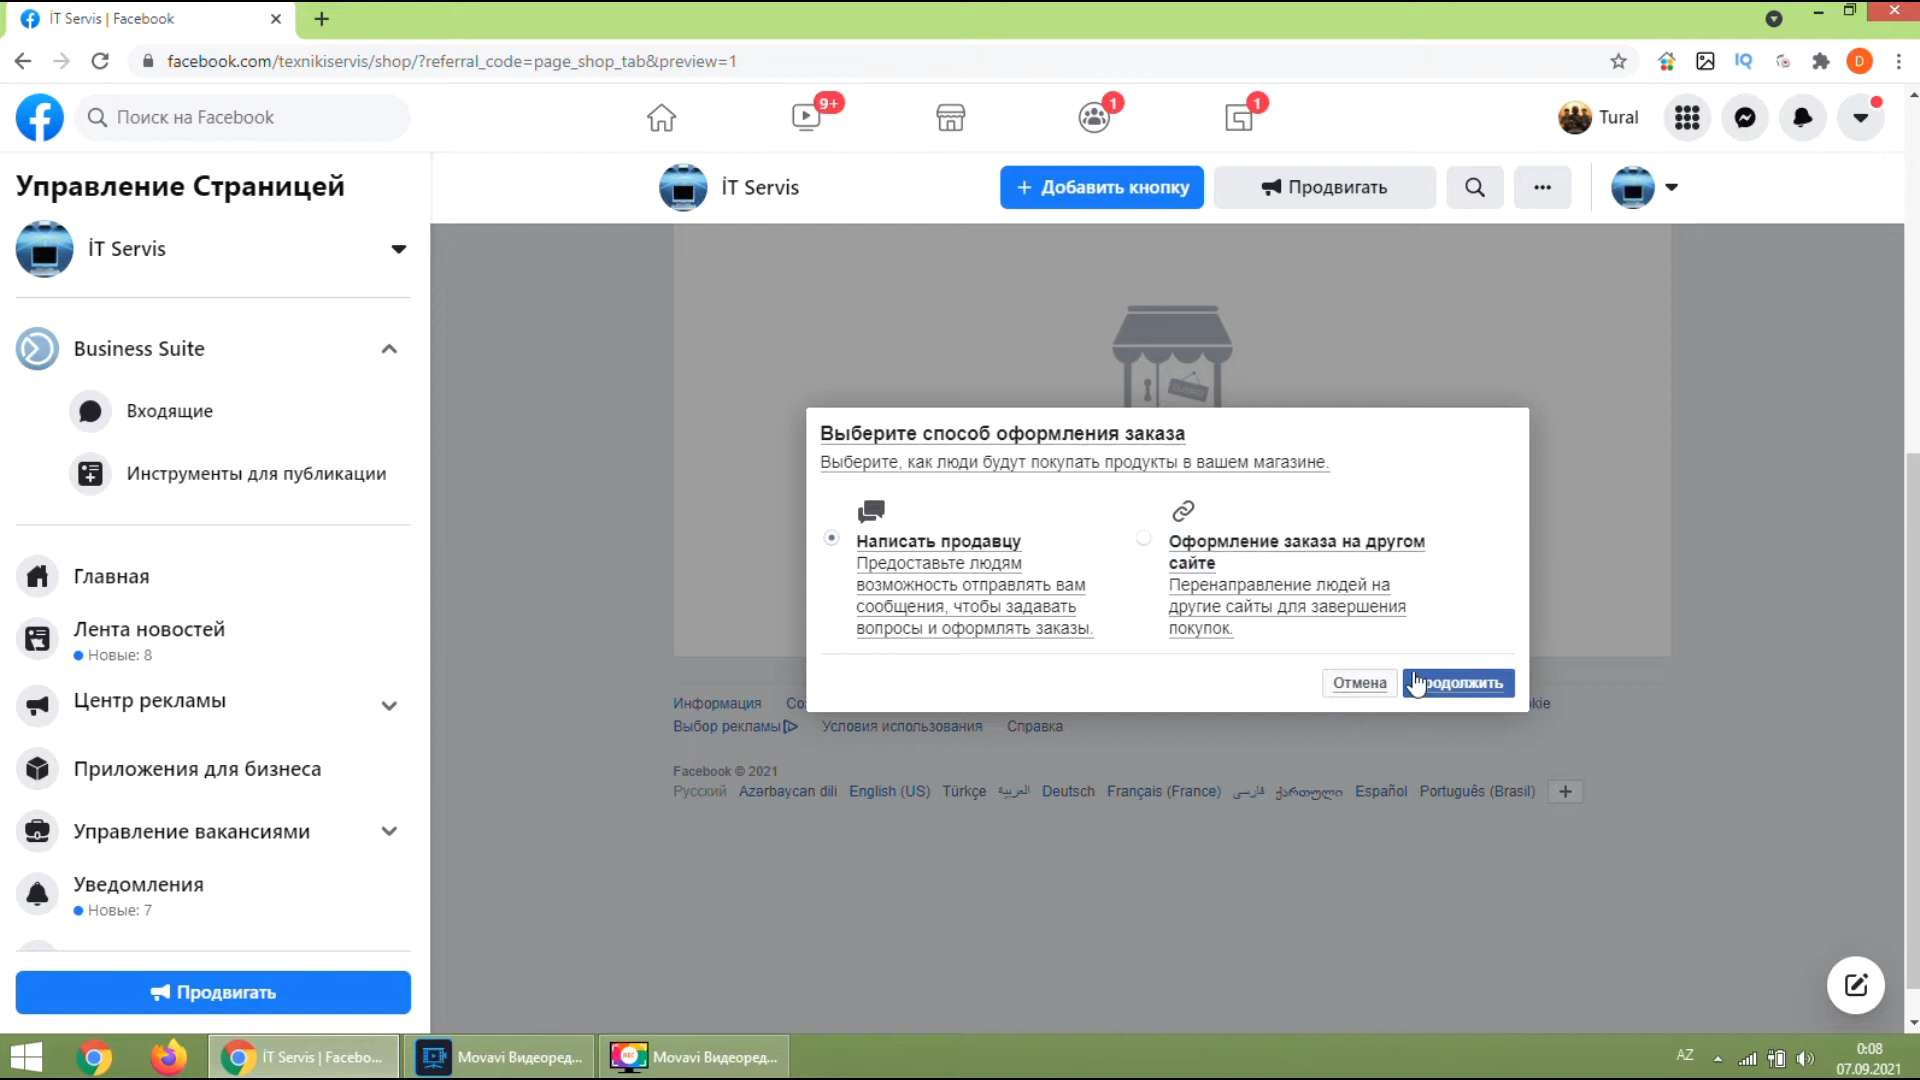 İT Servis | Facebook
facebook.com/texnikiservis/shop/?referral_code=page_shop_tab&preview=1
IQ
D
Поиск на Facebook
9+
1
1
Tural
Управление Страницей
İT Servis
Добавить кнопку
Продвигать
İT Servis
Business Suite
Входящие
Инструменты для публикации
Главная
Лента новостей
Новые: 8
Центр рекламы
Приложения для бизнеса
Управление вакансиями
Уведомления
Новые: 7
Продвигать
CLOSED
Выберите способ оформления заказа
Выберите, как люди будут покупать продукты в вашем магазине.
Написать продавцу
Предоставьте людям
возможность отправлять вам
сообщения, чтобы задавать
вопросы и оформлять заказы.
Оформление заказа на другом
сайте
Перенаправление людей на
другие сайты для завершения
покупок.
Отмена
Информация
Выбор рекламы
Условия использования
Справка
Facebook © 2021
Русский Azərbaycan dili English (US) Türkçe العربية Deutsch Français (France) فارسی ქართული Español Português (Brasil)
İT Servis | Facebo...
Movavi Видеоред...
REC
Movavi Видеоред...
AZ
0:08
07.09.2021